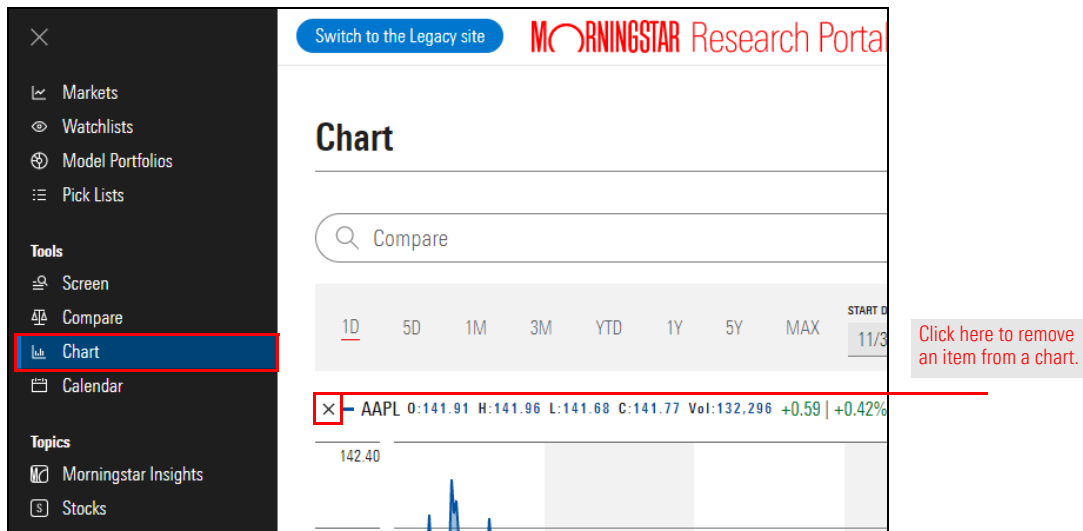 Switch to the Legacy site
MORNINGSTAR Research Portal
Markets
Watchlists
Model Portfolios
Pick Lists
Tools
Screen
Compare
Chart
Calendar
Topics
Morningstar Insights
S Stocks
Chart
Compare
1D 5D 1M 3M YTD 1Y 5Y MAX
START D
11/3
AAPL O:141.91 H:141.96 L:141.68 C:141.77 Vol:132,296 +0.59 | +0.42%
142.40
Click here to remove
an item from a chart.